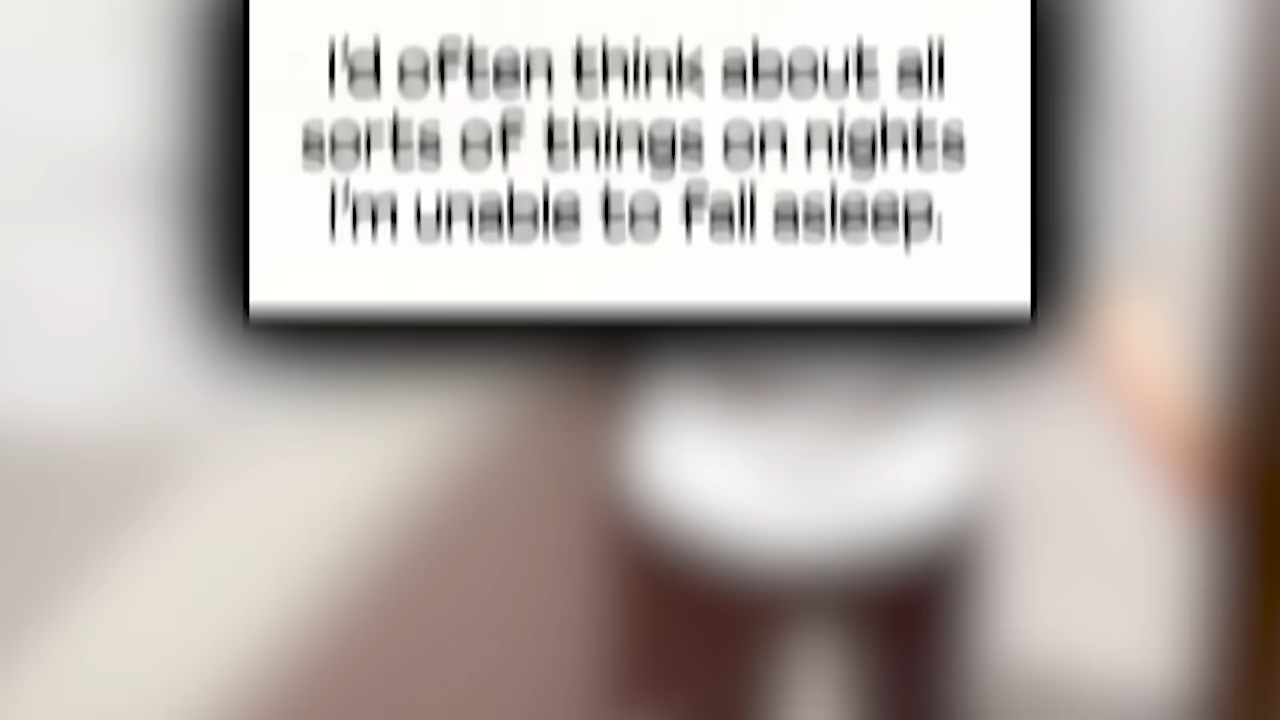 I'd often think about all
sorts of things on nights
I'm unable to fall asleep.